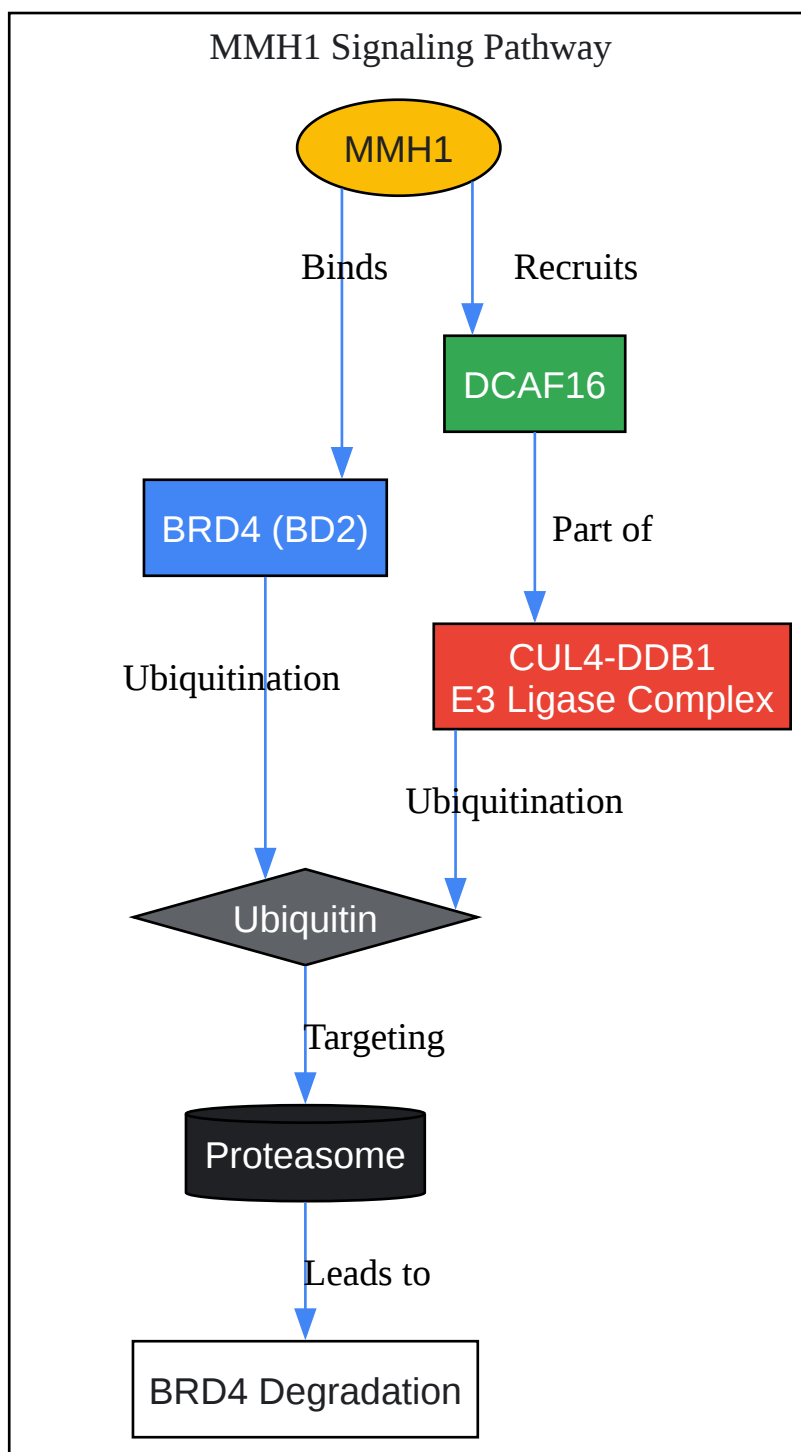 MMH1 Signaling Pathway
MMH1
Binds
Recruits
DCAF16
BRD4 (BD2)
Part of
CUL4-DDB1
E3 Ligase Complex
Ubiquitination
Ubiquitination
Ubiquitin
Targeting
Proteasome
Leads to
BRD4 Degradation